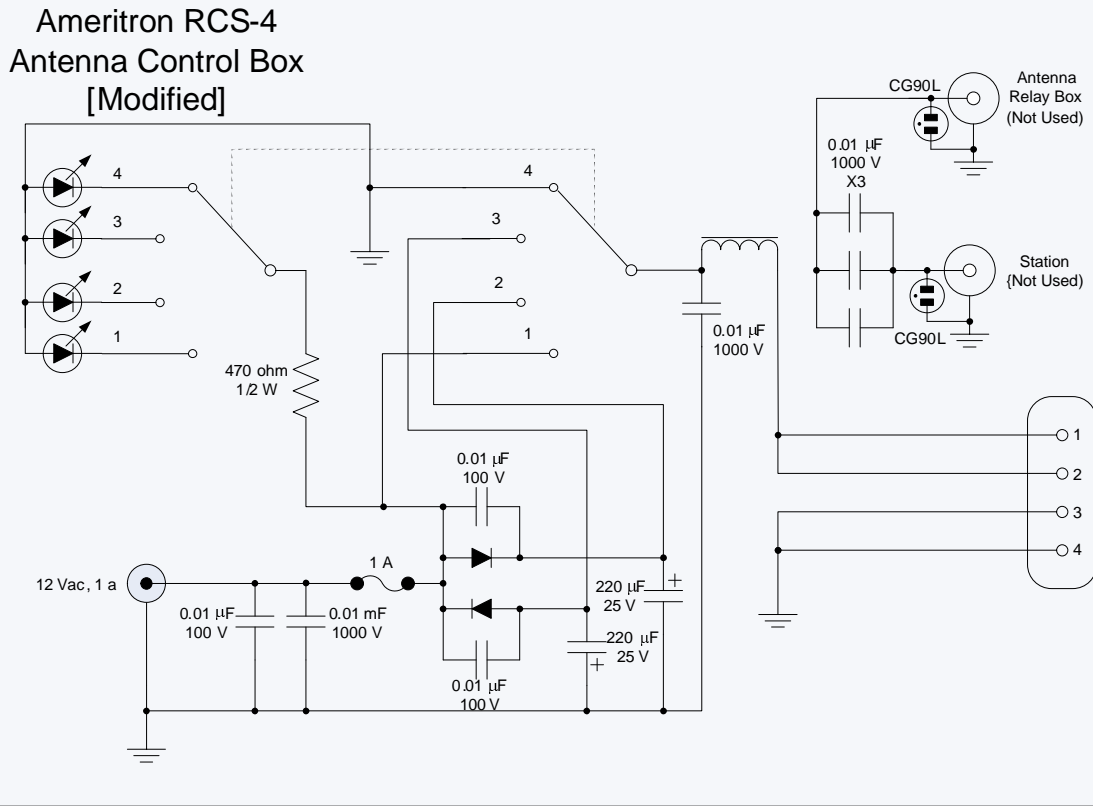 Ameritron RCS-4
Antenna Control Box
[Modified]
CG90L
Antenna
Relay Box
(Not Used)
0.01 µF
1000 V
X3
4
3
2
1
4
3
2
1
470 ohm
1/2 W
0.01 µF
1000 V
Station
{Not Used)
CG90L
1
2
3
4
0.01 µF
100 V
1 A
12 Vac, 1 a
0.01 µF
100 V
0.01 mF
1000 V
220 µF
25 V
220 µF
25 V
0.01 µF
100 V